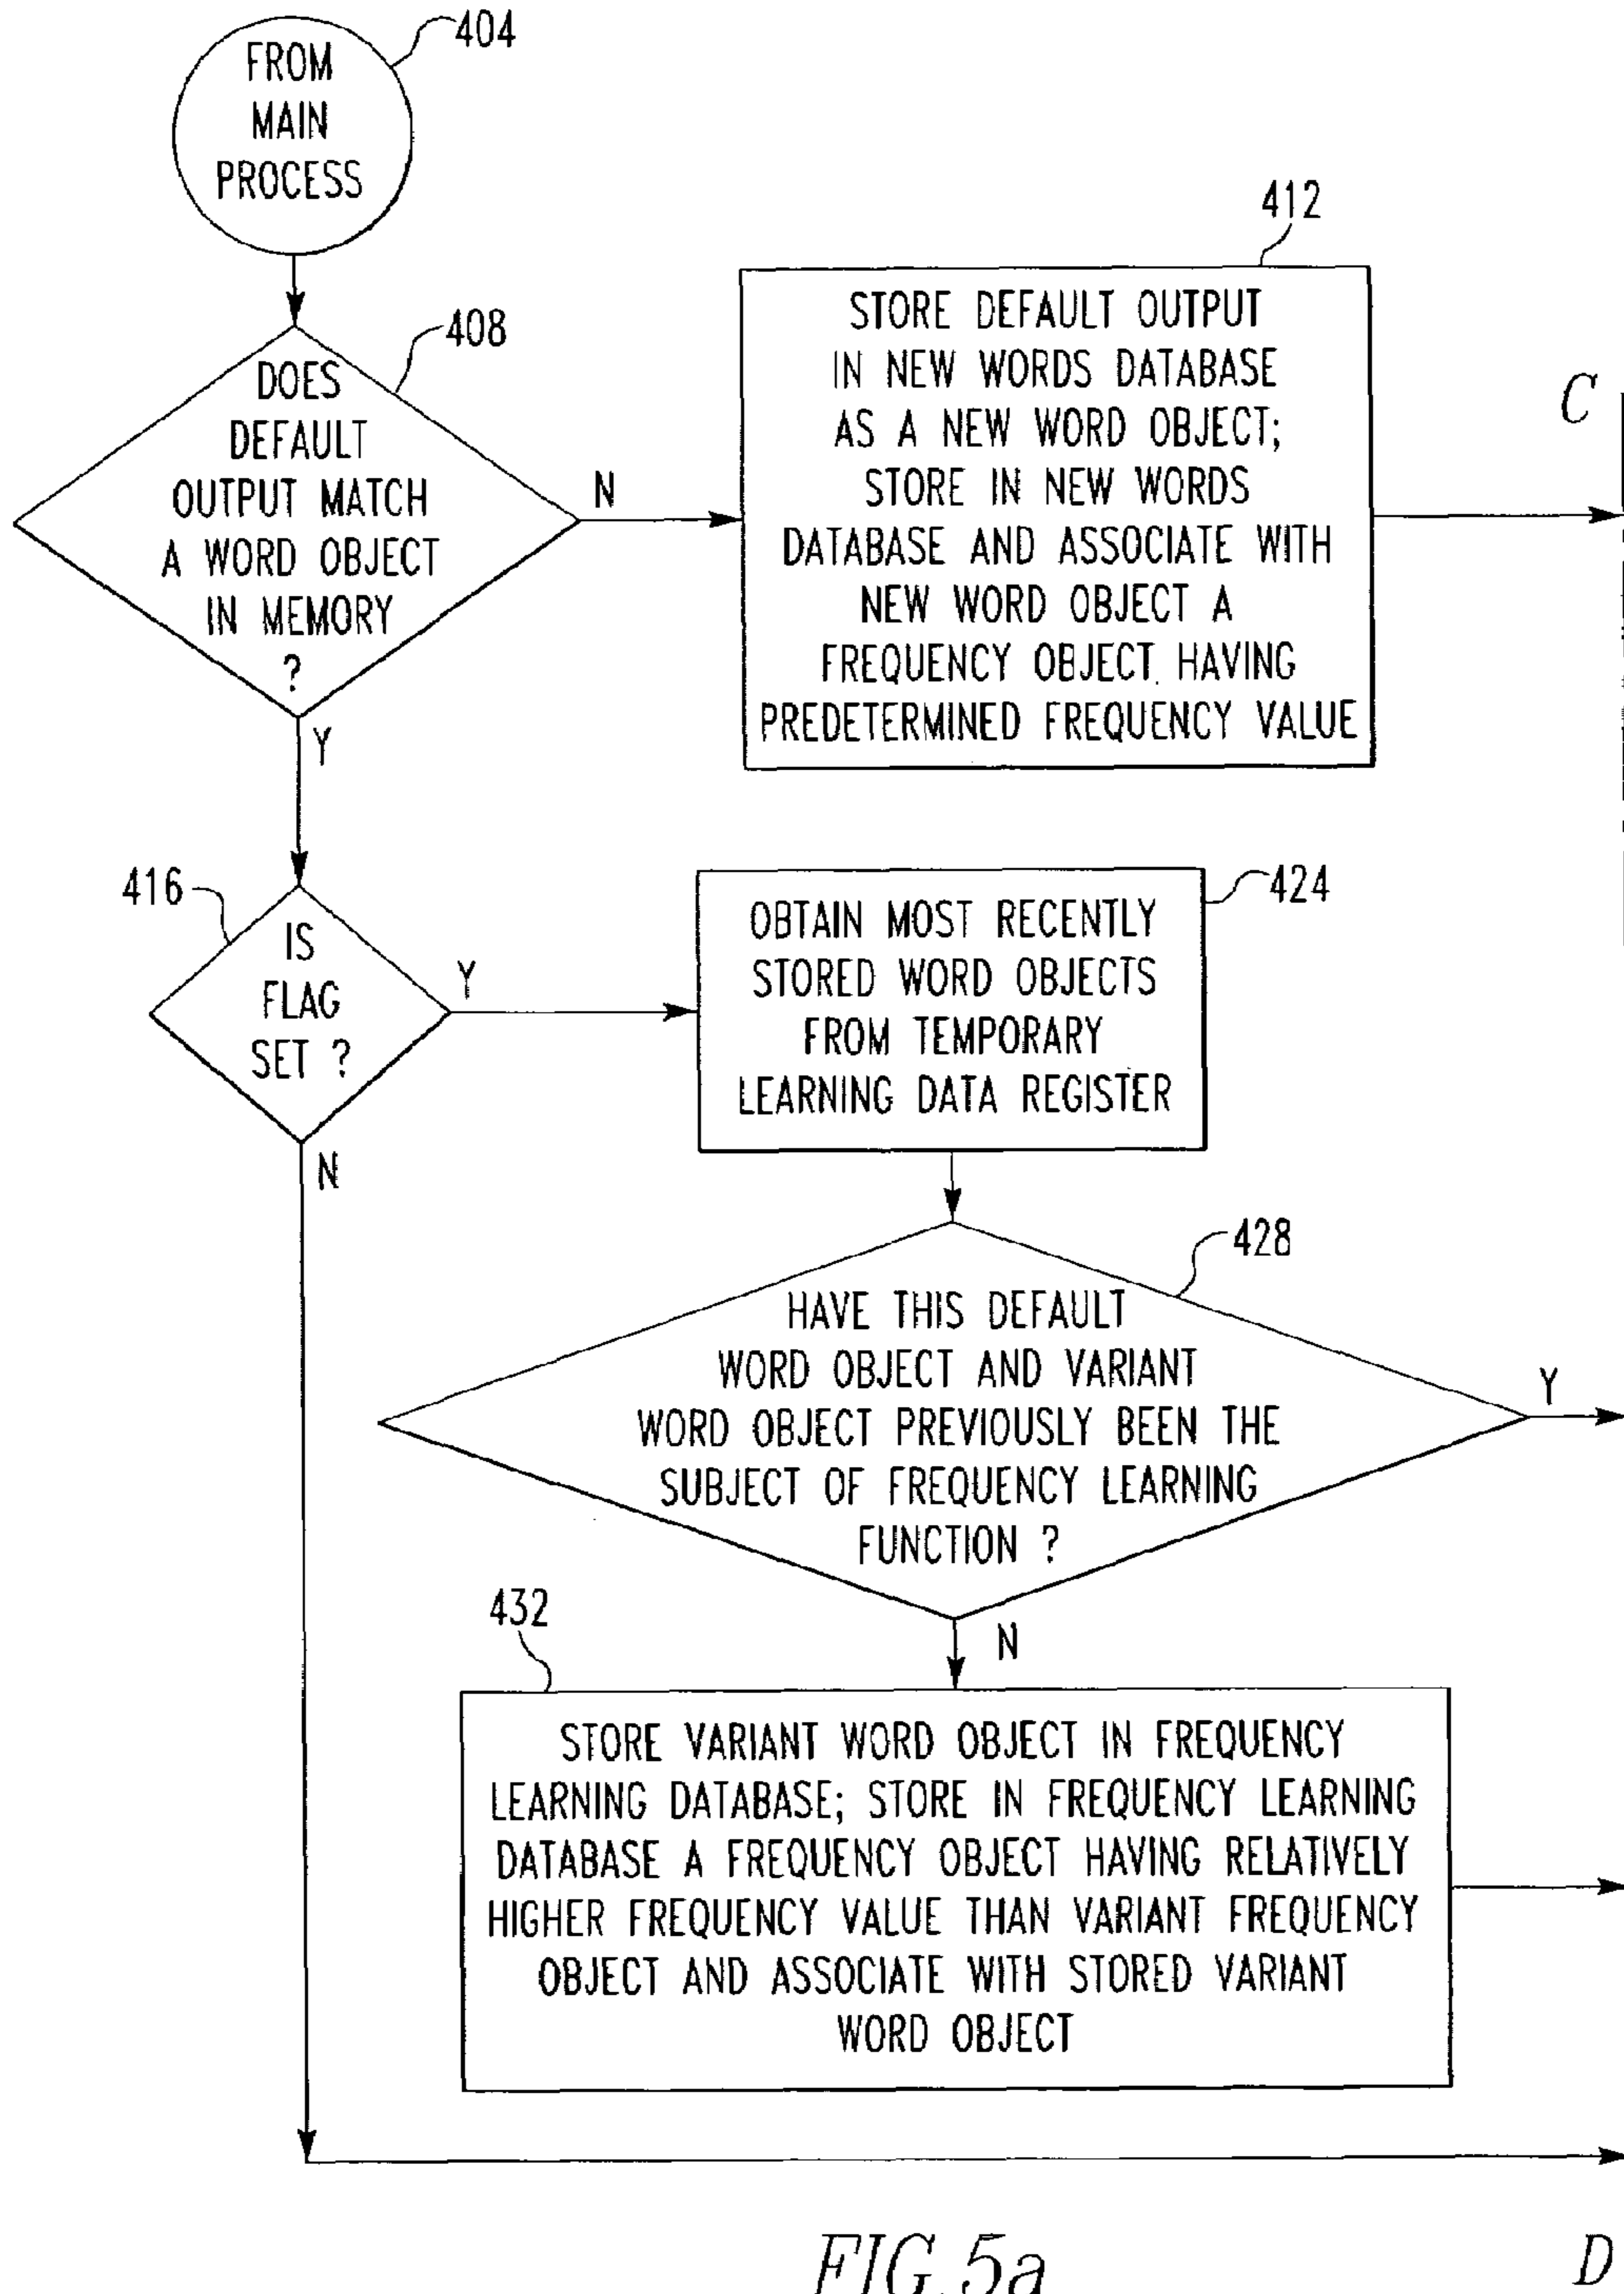 404
FROM
MAIN
PROCESS
408
DOES
DEFAULT
OUTPUT MATCH
A WORD OBJECT
IN MEMORY
?
N
Y
412
STORE DEFAULT OUTPUT
IN NEW WORDS DATABASE
AS A NEW WORD OBJECT;
STORE IN NEW WORDS
DATABASE AND ASSOCIATE WITH
NEW WORD OBJECT A
FREQUENCY OBJECT HAVING
PREDETERMINED FREQUENCY VALUE
C
416
IS
FLAG
SET ?
Y
N
424
OBTAIN MOST RECENTLY
STORED WORD OBJECTS
FROM TEMPORARY
LEARNING DATA REGISTER
428
HAVE THIS DEFAULT
WORD OBJECT AND VARIANT
WORD OBJECT PREVIOUSLY BEEN THE
SUBJECT OF FREQUENCY LEARNING
FUNCTION ?
Y
N
432
STORE VARIANT WORD OBJECT IN FREQUENCY
LEARNING DATABASE; STORE IN FREQUENCY LEARNING
DATABASE A FREQUENCY OBJECT HAVING RELATIVELY
HIGHER FREQUENCY VALUE THAN VARIANT FREQUENCY
OBJECT AND ASSOCIATE WITH STORED VARIANT
WORD OBJECT
FIG.5a
D